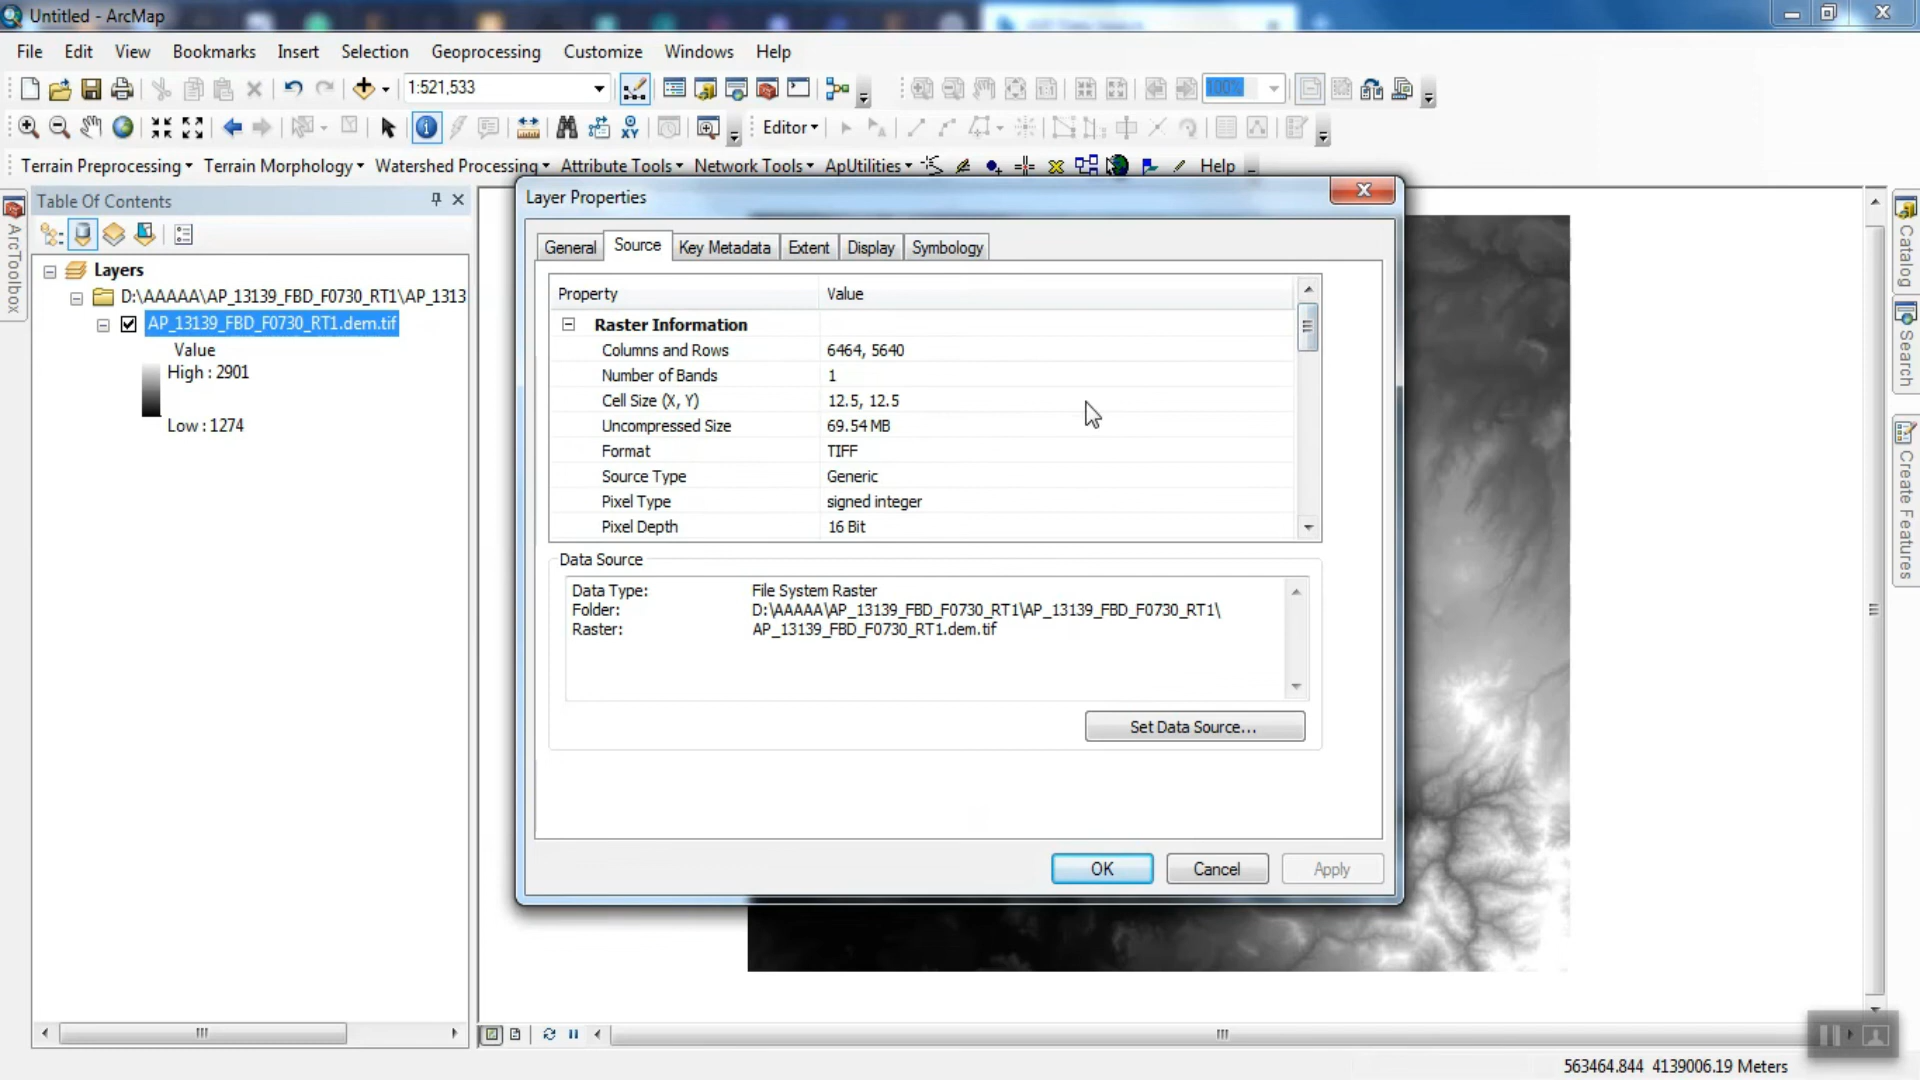 Untitled - ArcMap
File Edit View Bookmarks Insert Selection Geoprocessing Customize Windows Help
1:521,533 100%
Editor
Terrain Preprocessing Terrain Morphology Watershed Processing Attribute Tools Network Tools ApUtilities Help
Table Of Contents
ArcToolbox
Layers
D:\AAAAA\AP_13139_FBD_F0730_RT1\AP_1313
AP_13139_FBD_F0730_RT1.dem.tif
Value
High : 2901
Low : 1274
Layer Properties
General Source Key Metadata Extent Display Symbology
Property Value
Raster Information
Columns and Rows 6464, 5640
Number of Bands 1
Cell Size (X, Y) 12.5, 12.5
Uncompressed Size 69.54 MB
Format TIFF
Source Type Generic
Pixel Type signed integer
Pixel Depth 16 Bit
Data Source
Data Type: File System Raster
Folder: D:\AAAAA\AP_13139_FBD_F0730_RT1\AP_13139_FBD_F0730_RT1\
Raster: AP_13139_FBD_F0730_RT1.dem.tif
Set Data Source...
OK Cancel Apply
Catalog
Search
Create Features
563464.844 4139006.19 Meters